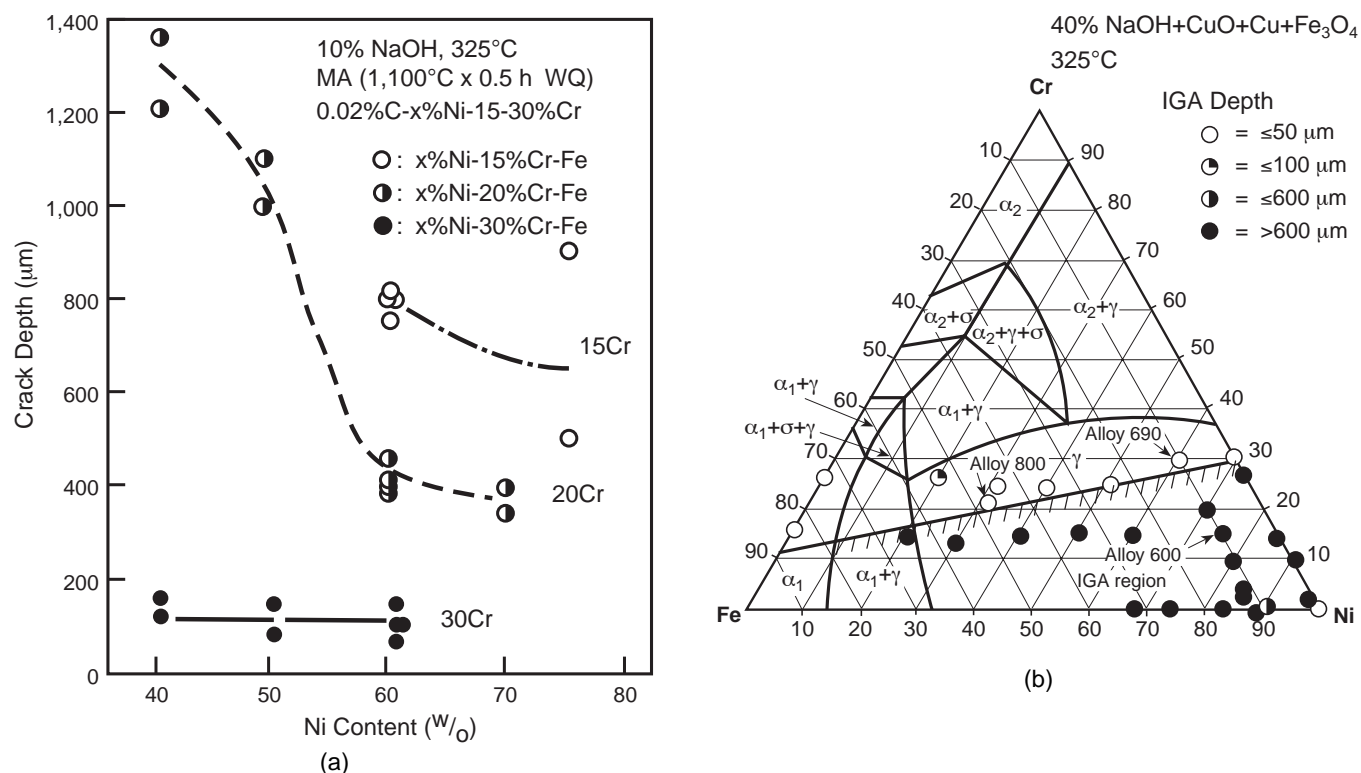 1,400
1,200
1,000
800
600
400
200
0
Crack Depth (μm)
10% NaOH, 325°C
MA (1,100°C x 0.5 h WQ)
0.02%C-x%Ni-15-30%Cr
: x%Ni-15%Cr-Fe
: x%Ni-20%Cr-Fe
: x%Ni-30%Cr-Fe
15Cr
20Cr
30Cr
40 50 60 70 80
Ni Content (W/o)
(a)
40% NaOH+CuO+Cu+Fe3O4
325°C
Cr
IGA Depth
= ≤50 μm
= ≤100 μm
= ≤600 μm
= >600 μm
10 90
20 α2 80
30 70
40 α2+σ α2+γ+σ α2+γ 60
50 50
α1+γ 60 α1+γ 40
α1+σ+γ 70 Alloy 800 γ Alloy 690 30
80 20
90 Alloy 600 10
α1 α1+γ IGA region
Fe Ni
10 20 30 40 50 60 70 80 90
(b)